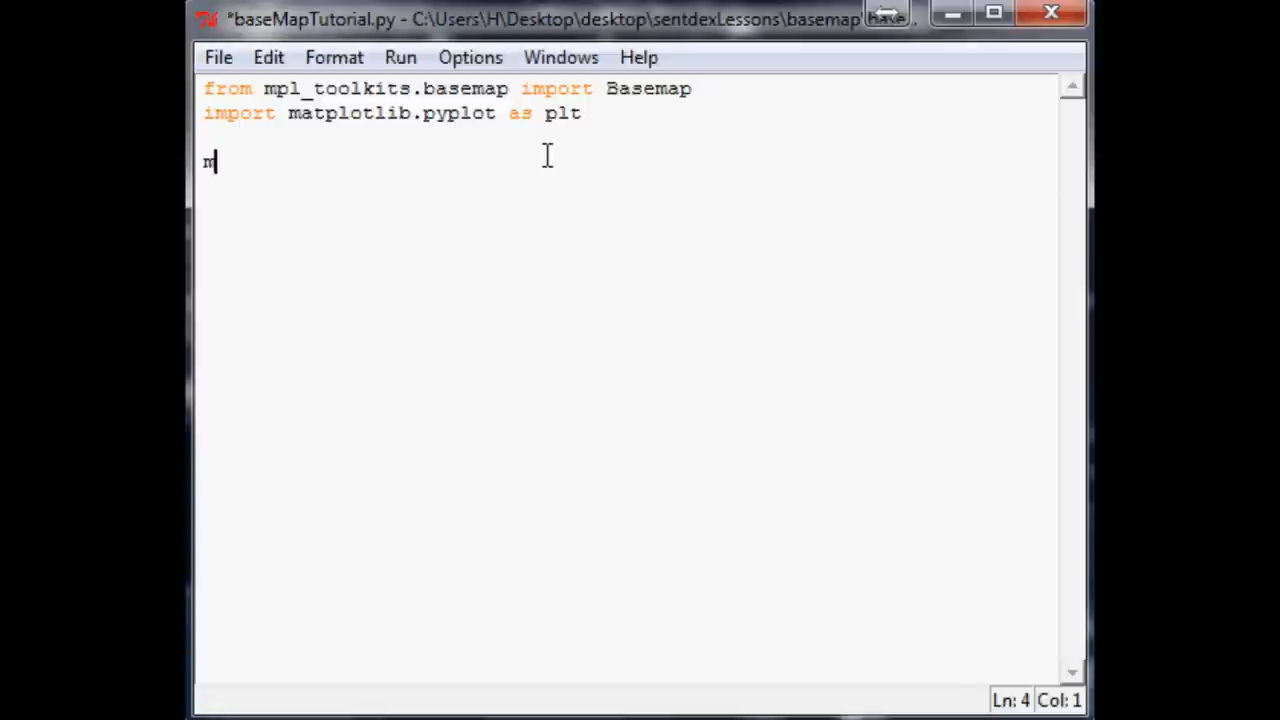 *baseMapTutorial.py - C:\Users\H\Desktop\desktop\sentdexLessons\basemap\base...
File Edit Format Run Options Windows Help
from mpl_toolkits.basemap import Basemap
import matplotlib.pyplot as plt
m
Ln: 4 Col: 1